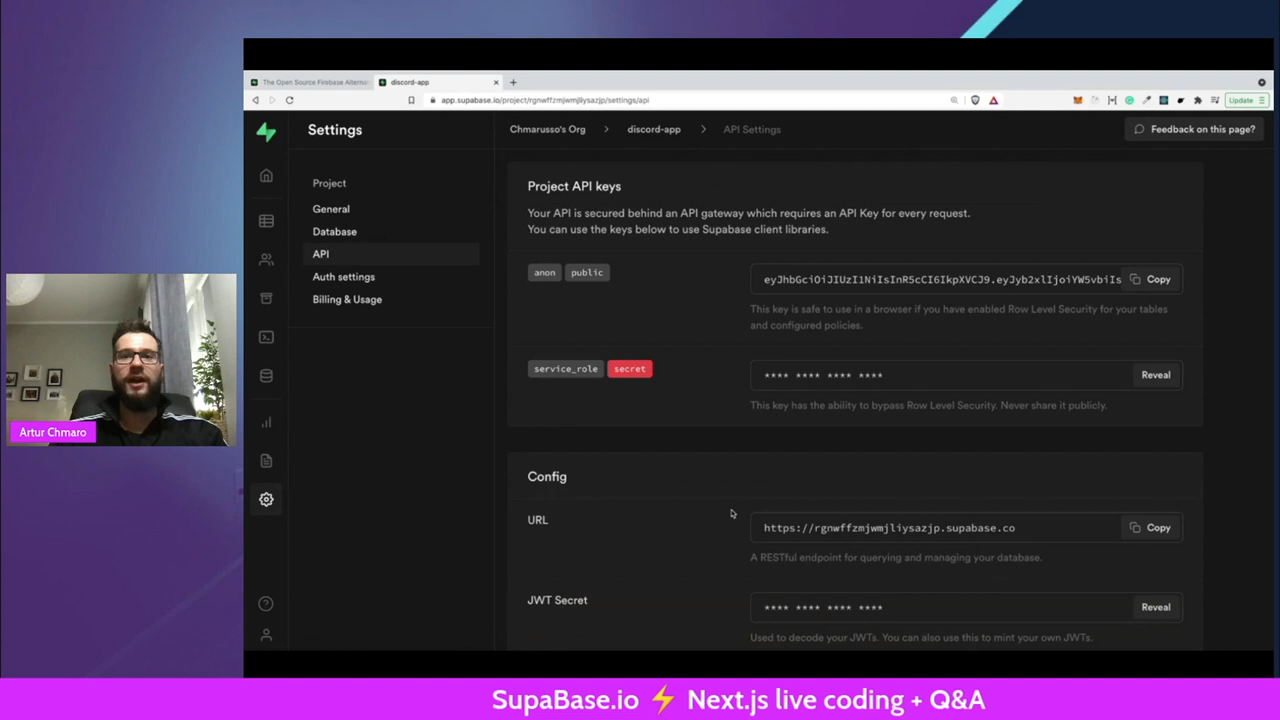 The Open Source Firebase Alternat
discord-app
app.supabase.io/project/rgnwffzmjwmjliysazjp/settings/api
Update
Settings
Chmarusso's Org > discord-app > API Settings
Feedback on this page?
Project
General
Database
API
Auth settings
Billing & Usage
Project API keys
Your API is secured behind an API gateway which requires an API Key for every request.
You can use the keys below to use Supabase client libraries.
anon public
eyJhbGciOiJIUzI1NiIsInR5cCI6IkpXVCJ9.eyJyb2xlIjoiYW5vbiIs
Copy
This key is safe to use in a browser if you have enabled Row Level Security for your tables
and configured policies.
service_role secret
**** **** **** ****
Reveal
This key has the ability to bypass Row Level Security. Never share it publicly.
Config
URL
https://rgnwffzmjwmjliysazjp.supabase.co
Copy
A RESTful endpoint for querying and managing your database.
JWT Secret
**** **** **** ****
Reveal
Used to decode your JWTs. You can also use this to mint your own JWTs.
Artur Chmaro
SupaBase.io ⚡ Next.js live coding + Q&A